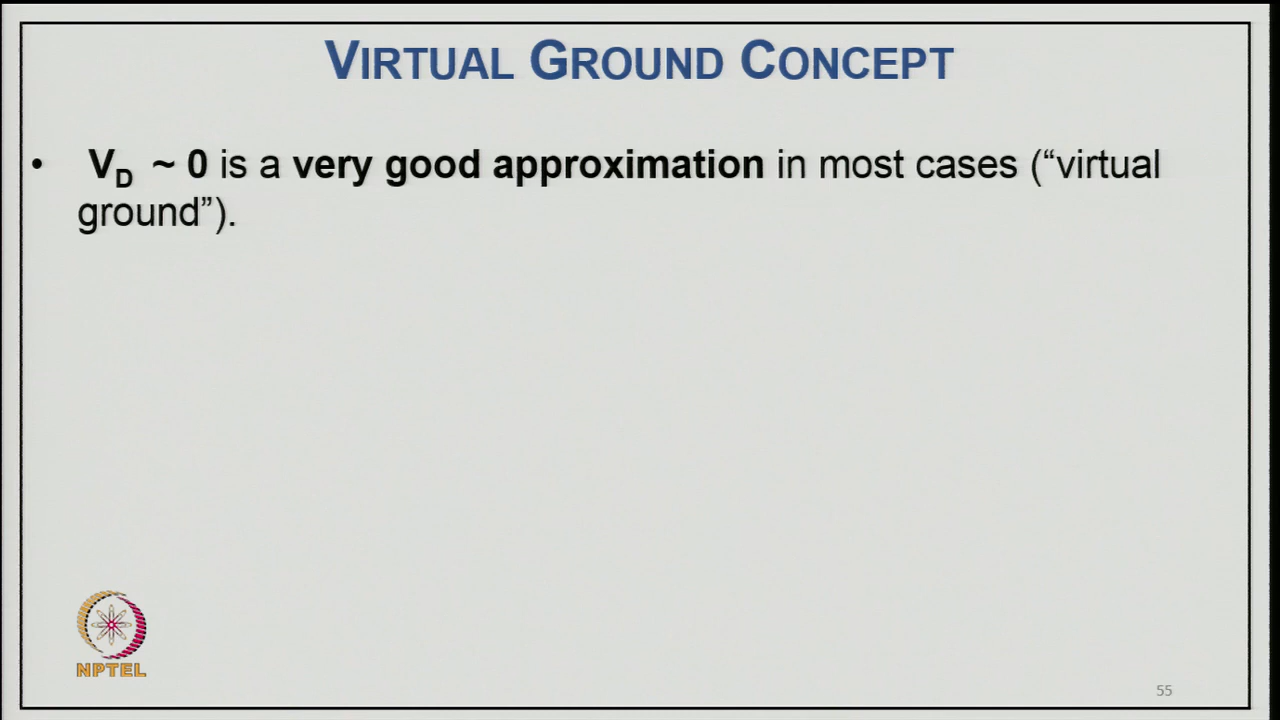 VIRTUAL GROUND CONCEPT
• V_D ~ 0 is a very good approximation in most cases (“virtual
ground”).
NPTEL
55